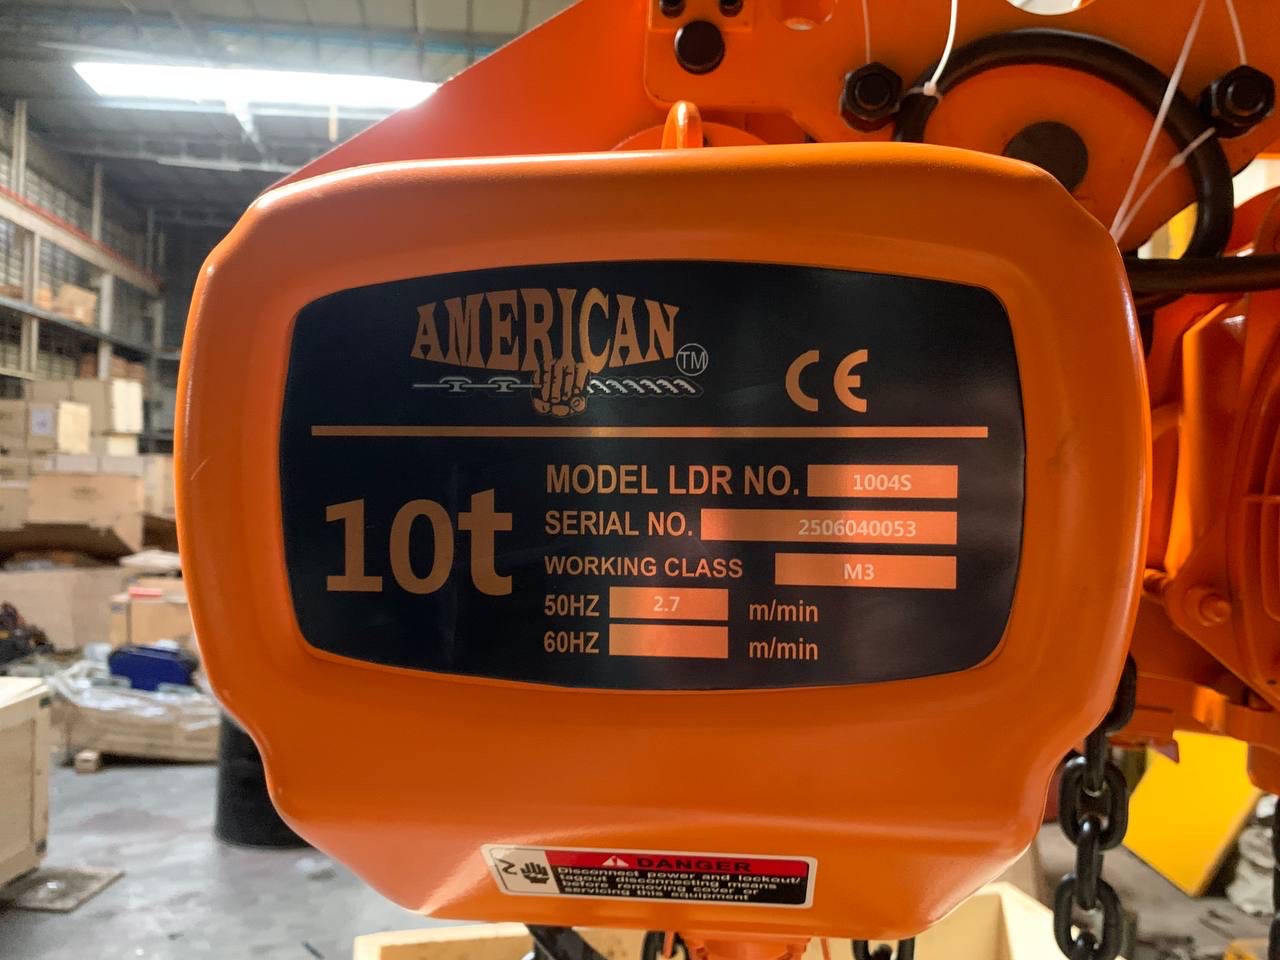 AMERICAN
TM
CE
10t
MODEL LDR NO. 1004S
SERIAL NO. 2506040053
WORKING CLASS M3
50HZ 2.7 m/min
60HZ m/min
DANGER
Disconnect power and lockout/
tagout disconnecting means
before removing cover or
servicing this equipment